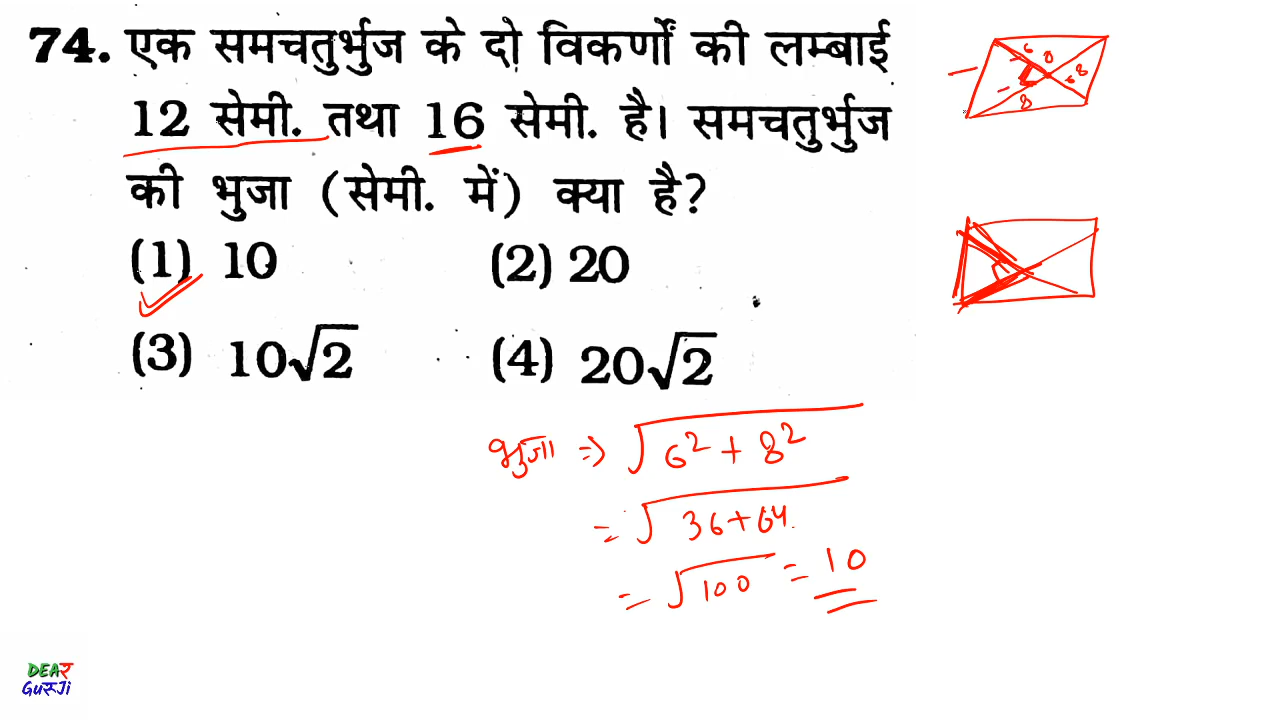 74. एक समचतुर्भुज के दो विकर्णों की लम्बाई
12 सेमी. तथा 16 सेमी. है। समचतुर्भुज
की भुजा (सेमी. में) क्या है?
(1) 10 (2) 20
(3) 10√2 (4) 20√2
6 0
6 8
8
भुजा ⇒ √6² + 8²
= √36+64
= √100 = 10
DEAR
GuruJi